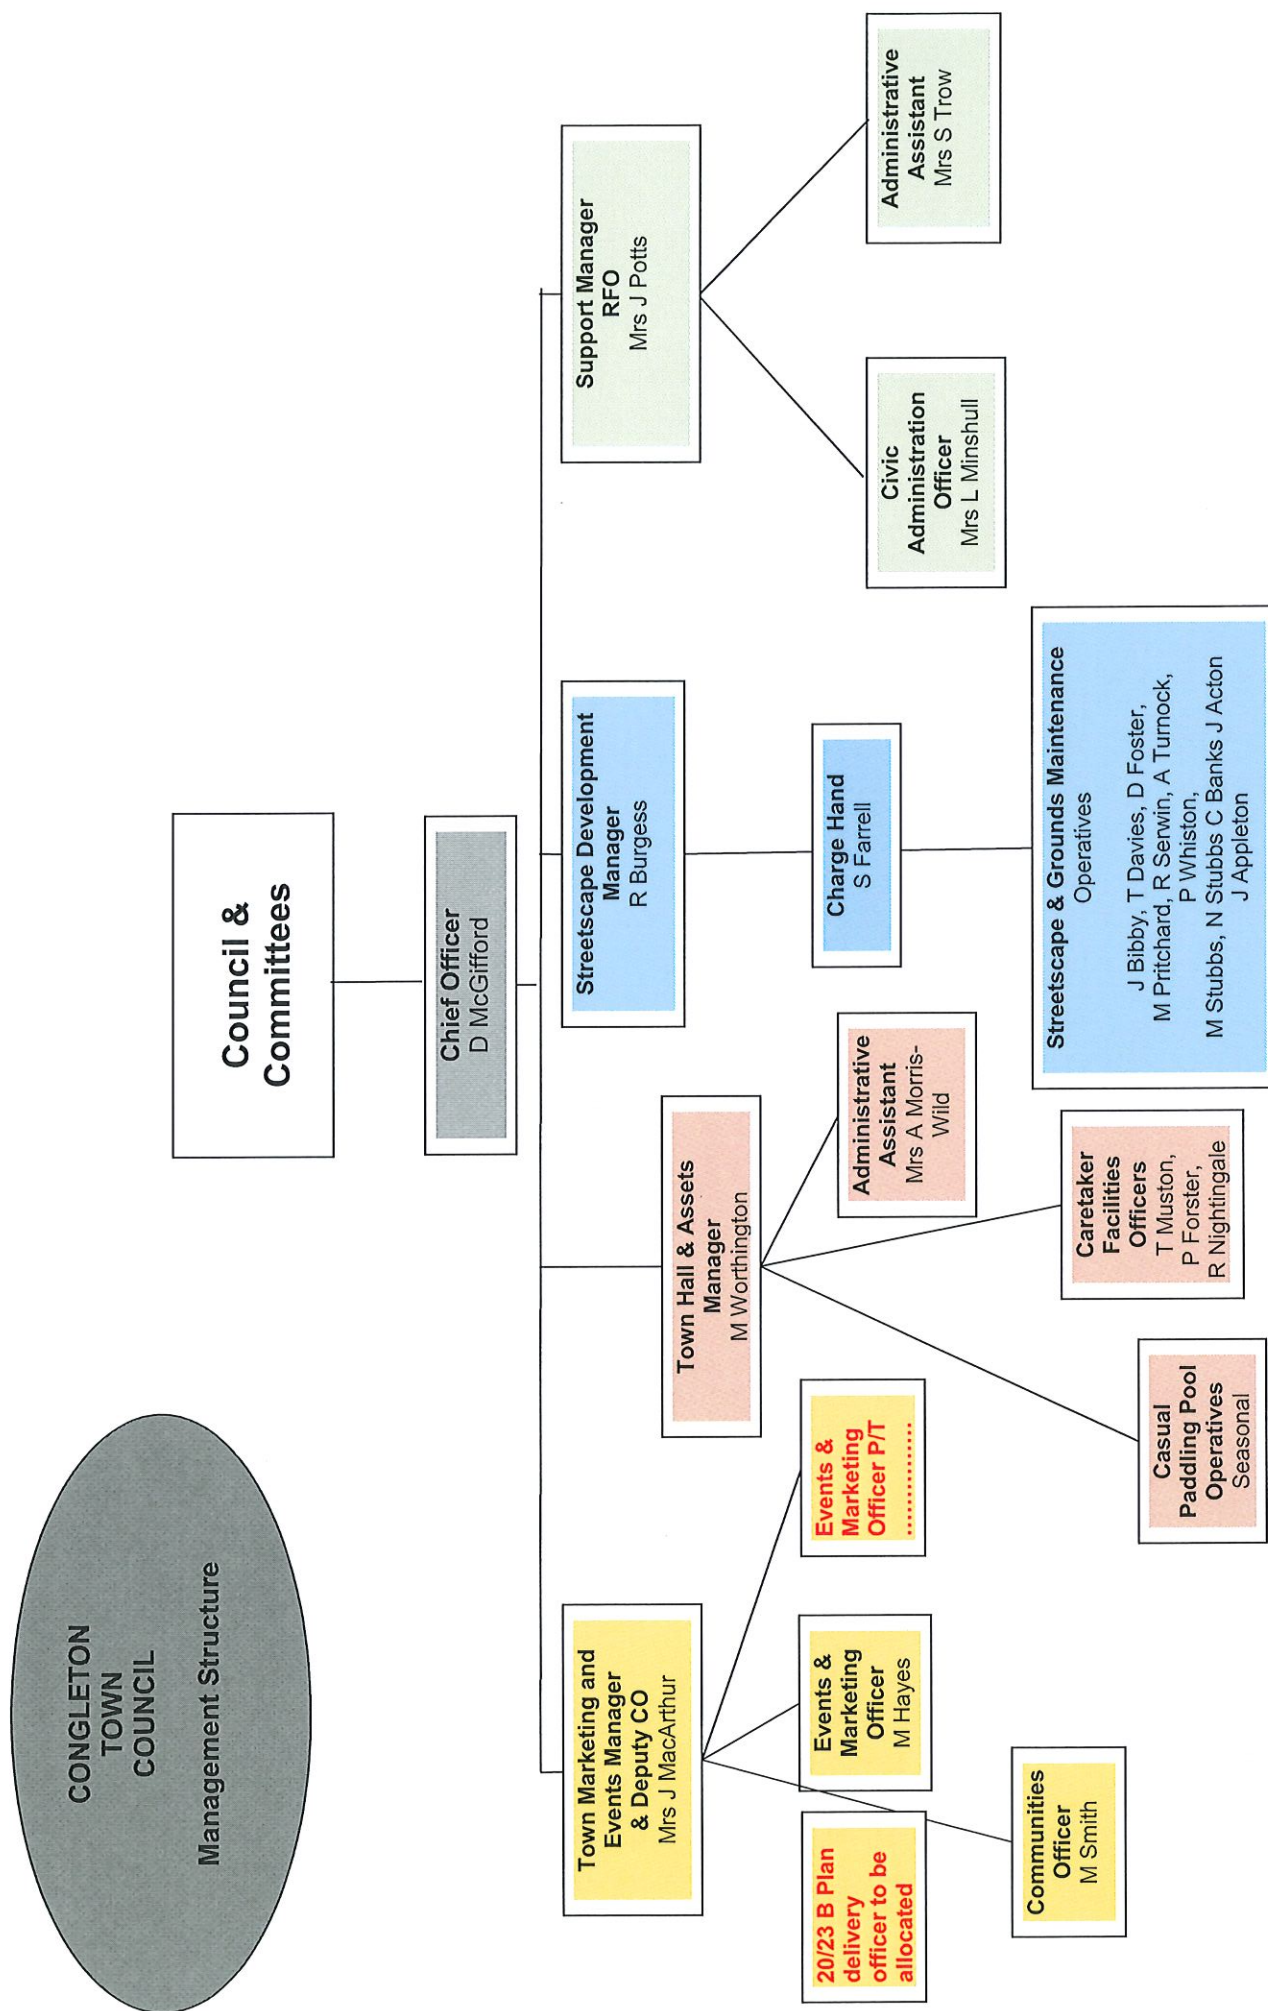 CONGLETON
TOWN
COUNCIL
Management Structure
Council &
Committees
Chief Officer
D McGifford
Town Marketing and
Events Manager
& Deputy CO
Mrs J MacArthur
Town Hall & Assets
Manager
M Worthington
Streetscape Development
Manager
R Burgess
Support Manager
RFO
Mrs J Potts
20/23 B Plan
delivery
officer to be
allocated
Events &
Marketing
Officer
M Hayes
Events &
Marketing
Officer P/T
..............
Communities
Officer
M Smith
Administrative
Assistant
Mrs A Morris-
Wild
Caretaker
Facilities
Officers
T Muston,
P Forster,
R Nightingale
Casual
Paddling Pool
Operatives
Seasonal
Charge Hand
S Farrell
Streetscape & Grounds Maintenance
Operatives
J Bibby, T Davies, D Foster,
M Pritchard, R Serwin, A Turnock,
P Whiston,
M Stubbs, N Stubbs C Banks J Acton
J Appleton
Civic
Administration
Officer
Mrs L Minshull
Administrative
Assistant
Mrs S Trow